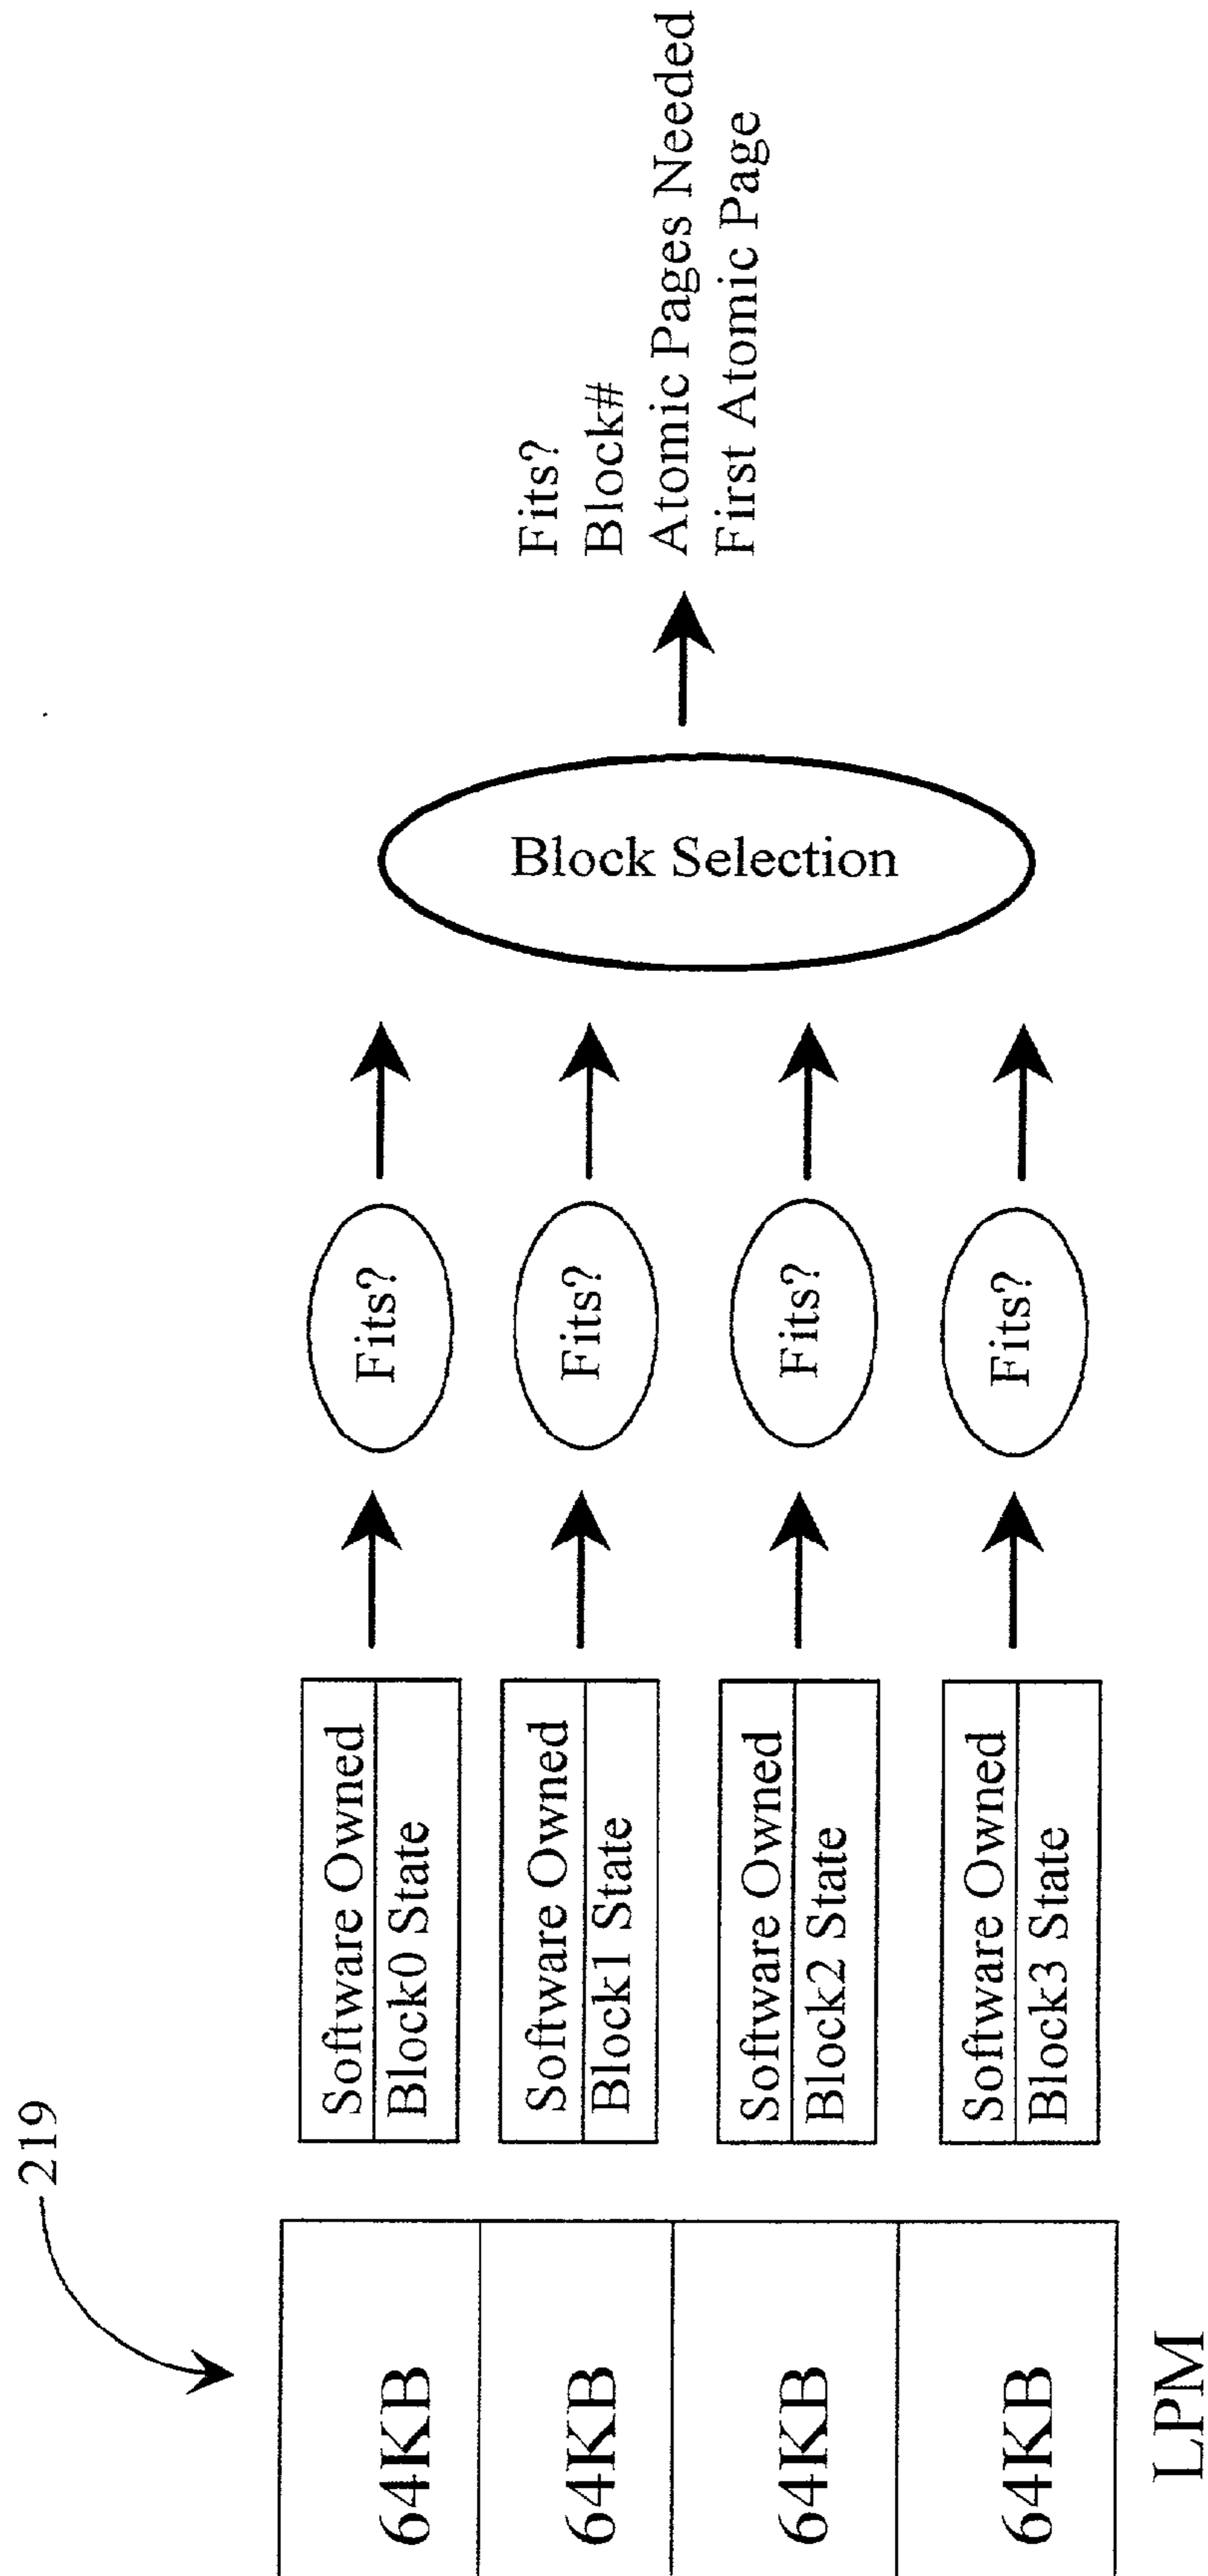 219
64KB
64KB
64KB
64KB
LPM
Software Owned
Block0 State
Software Owned
Block1 State
Software Owned
Block2 State
Software Owned
Block3 State
Fits?
Fits?
Fits?
Fits?
Block Selection
Fits?
Block#
Atomic Pages Needed
First Atomic Page